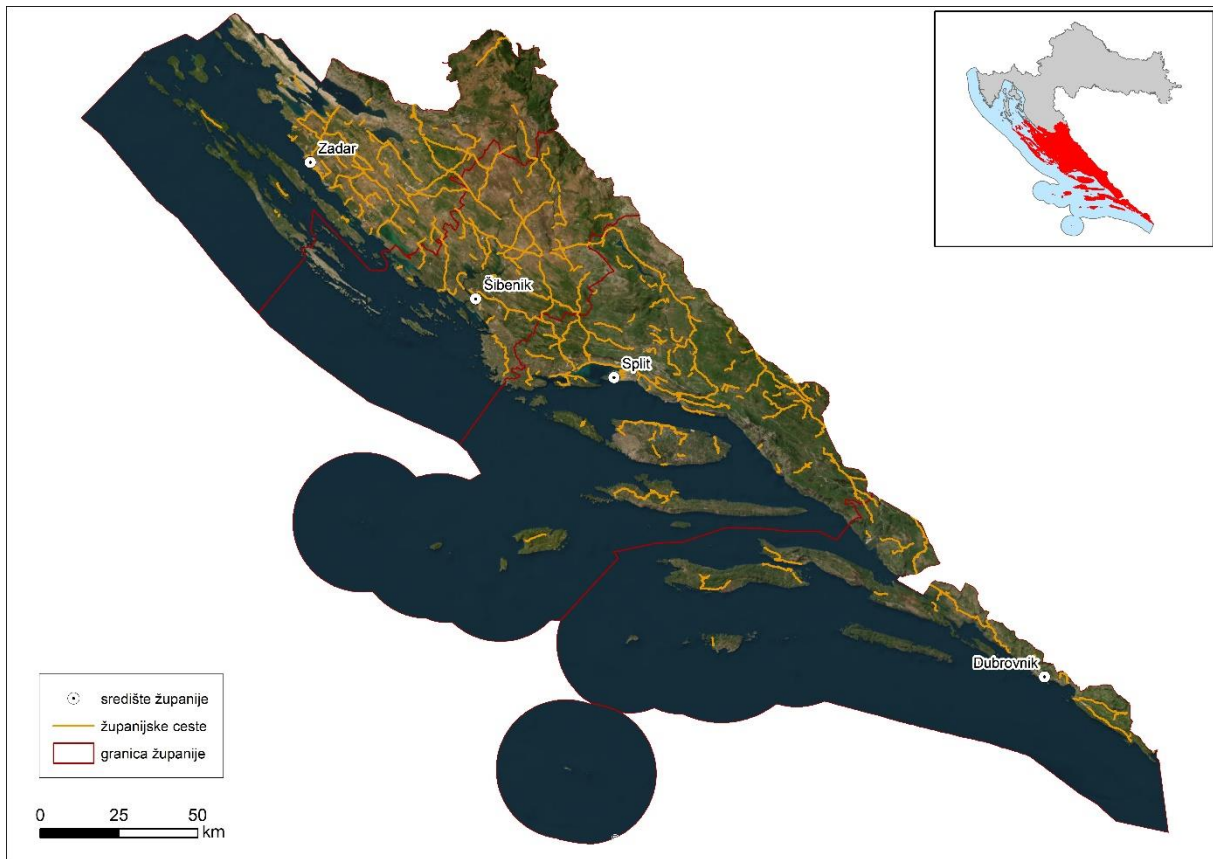 Zadar
Šibenik
Split
Dubrovnik
središte županije
županijske ceste
granica županije
0 25 50
km
©